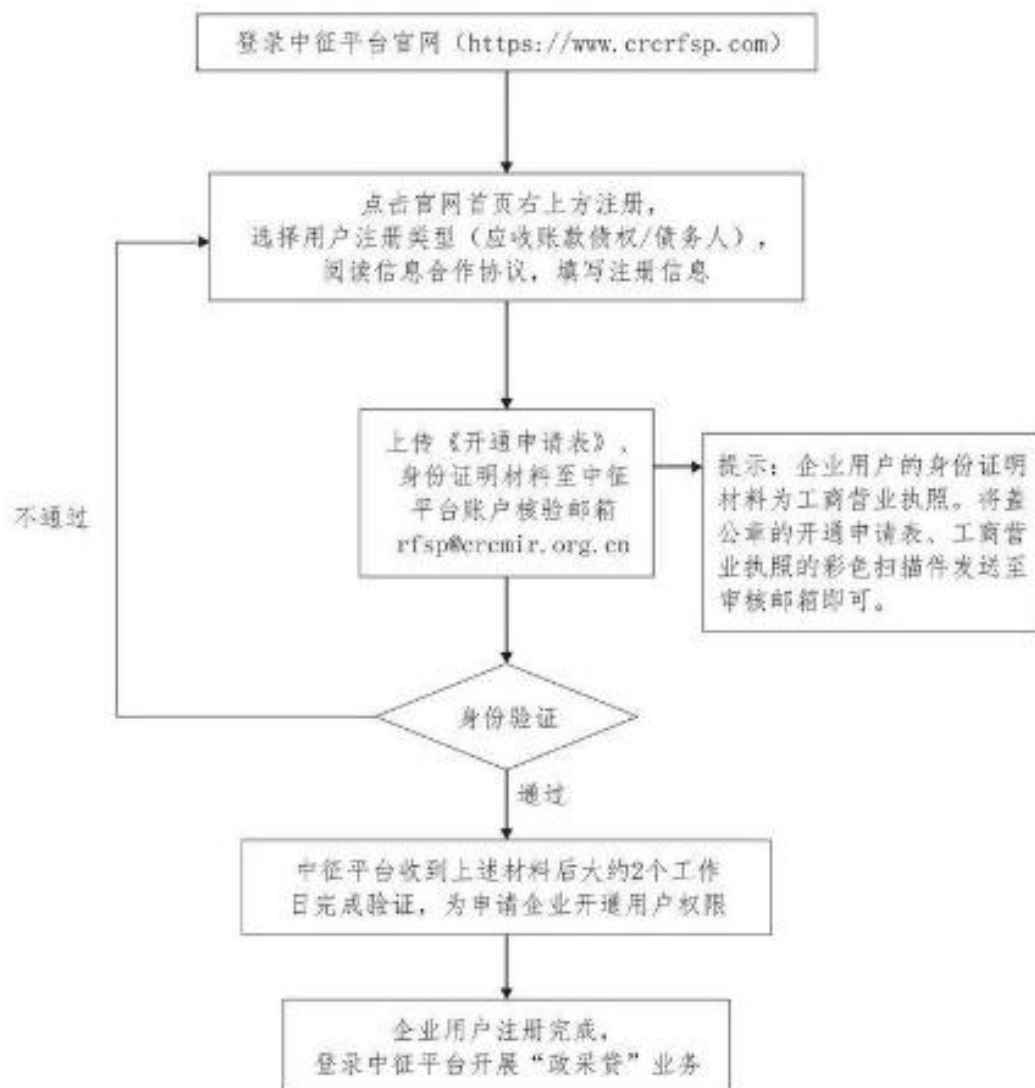 登录中征平台官网（https://www.crcrfsp.com）
点击官网首页右上方注册，
选择用户注册类型（应收账款债权/债务人），
阅读信息合作协议，填写注册信息
上传《开通申请表》、
身份证明材料至中征
平台账户核验邮箱
rfsp@crcmir.org.cn
提示：企业用户的身份证明
材料为工商营业执照。将盖
公章的开通申请表、工商营
业执照的彩色扫描件发送至
审核邮箱即可。
不通过
身份验证
通过
中征平台收到上述材料后大约2个工作
日完成验证，为申请企业开通用户权限
企业用户注册完成，
登录中征平台开展“政采贷”业务